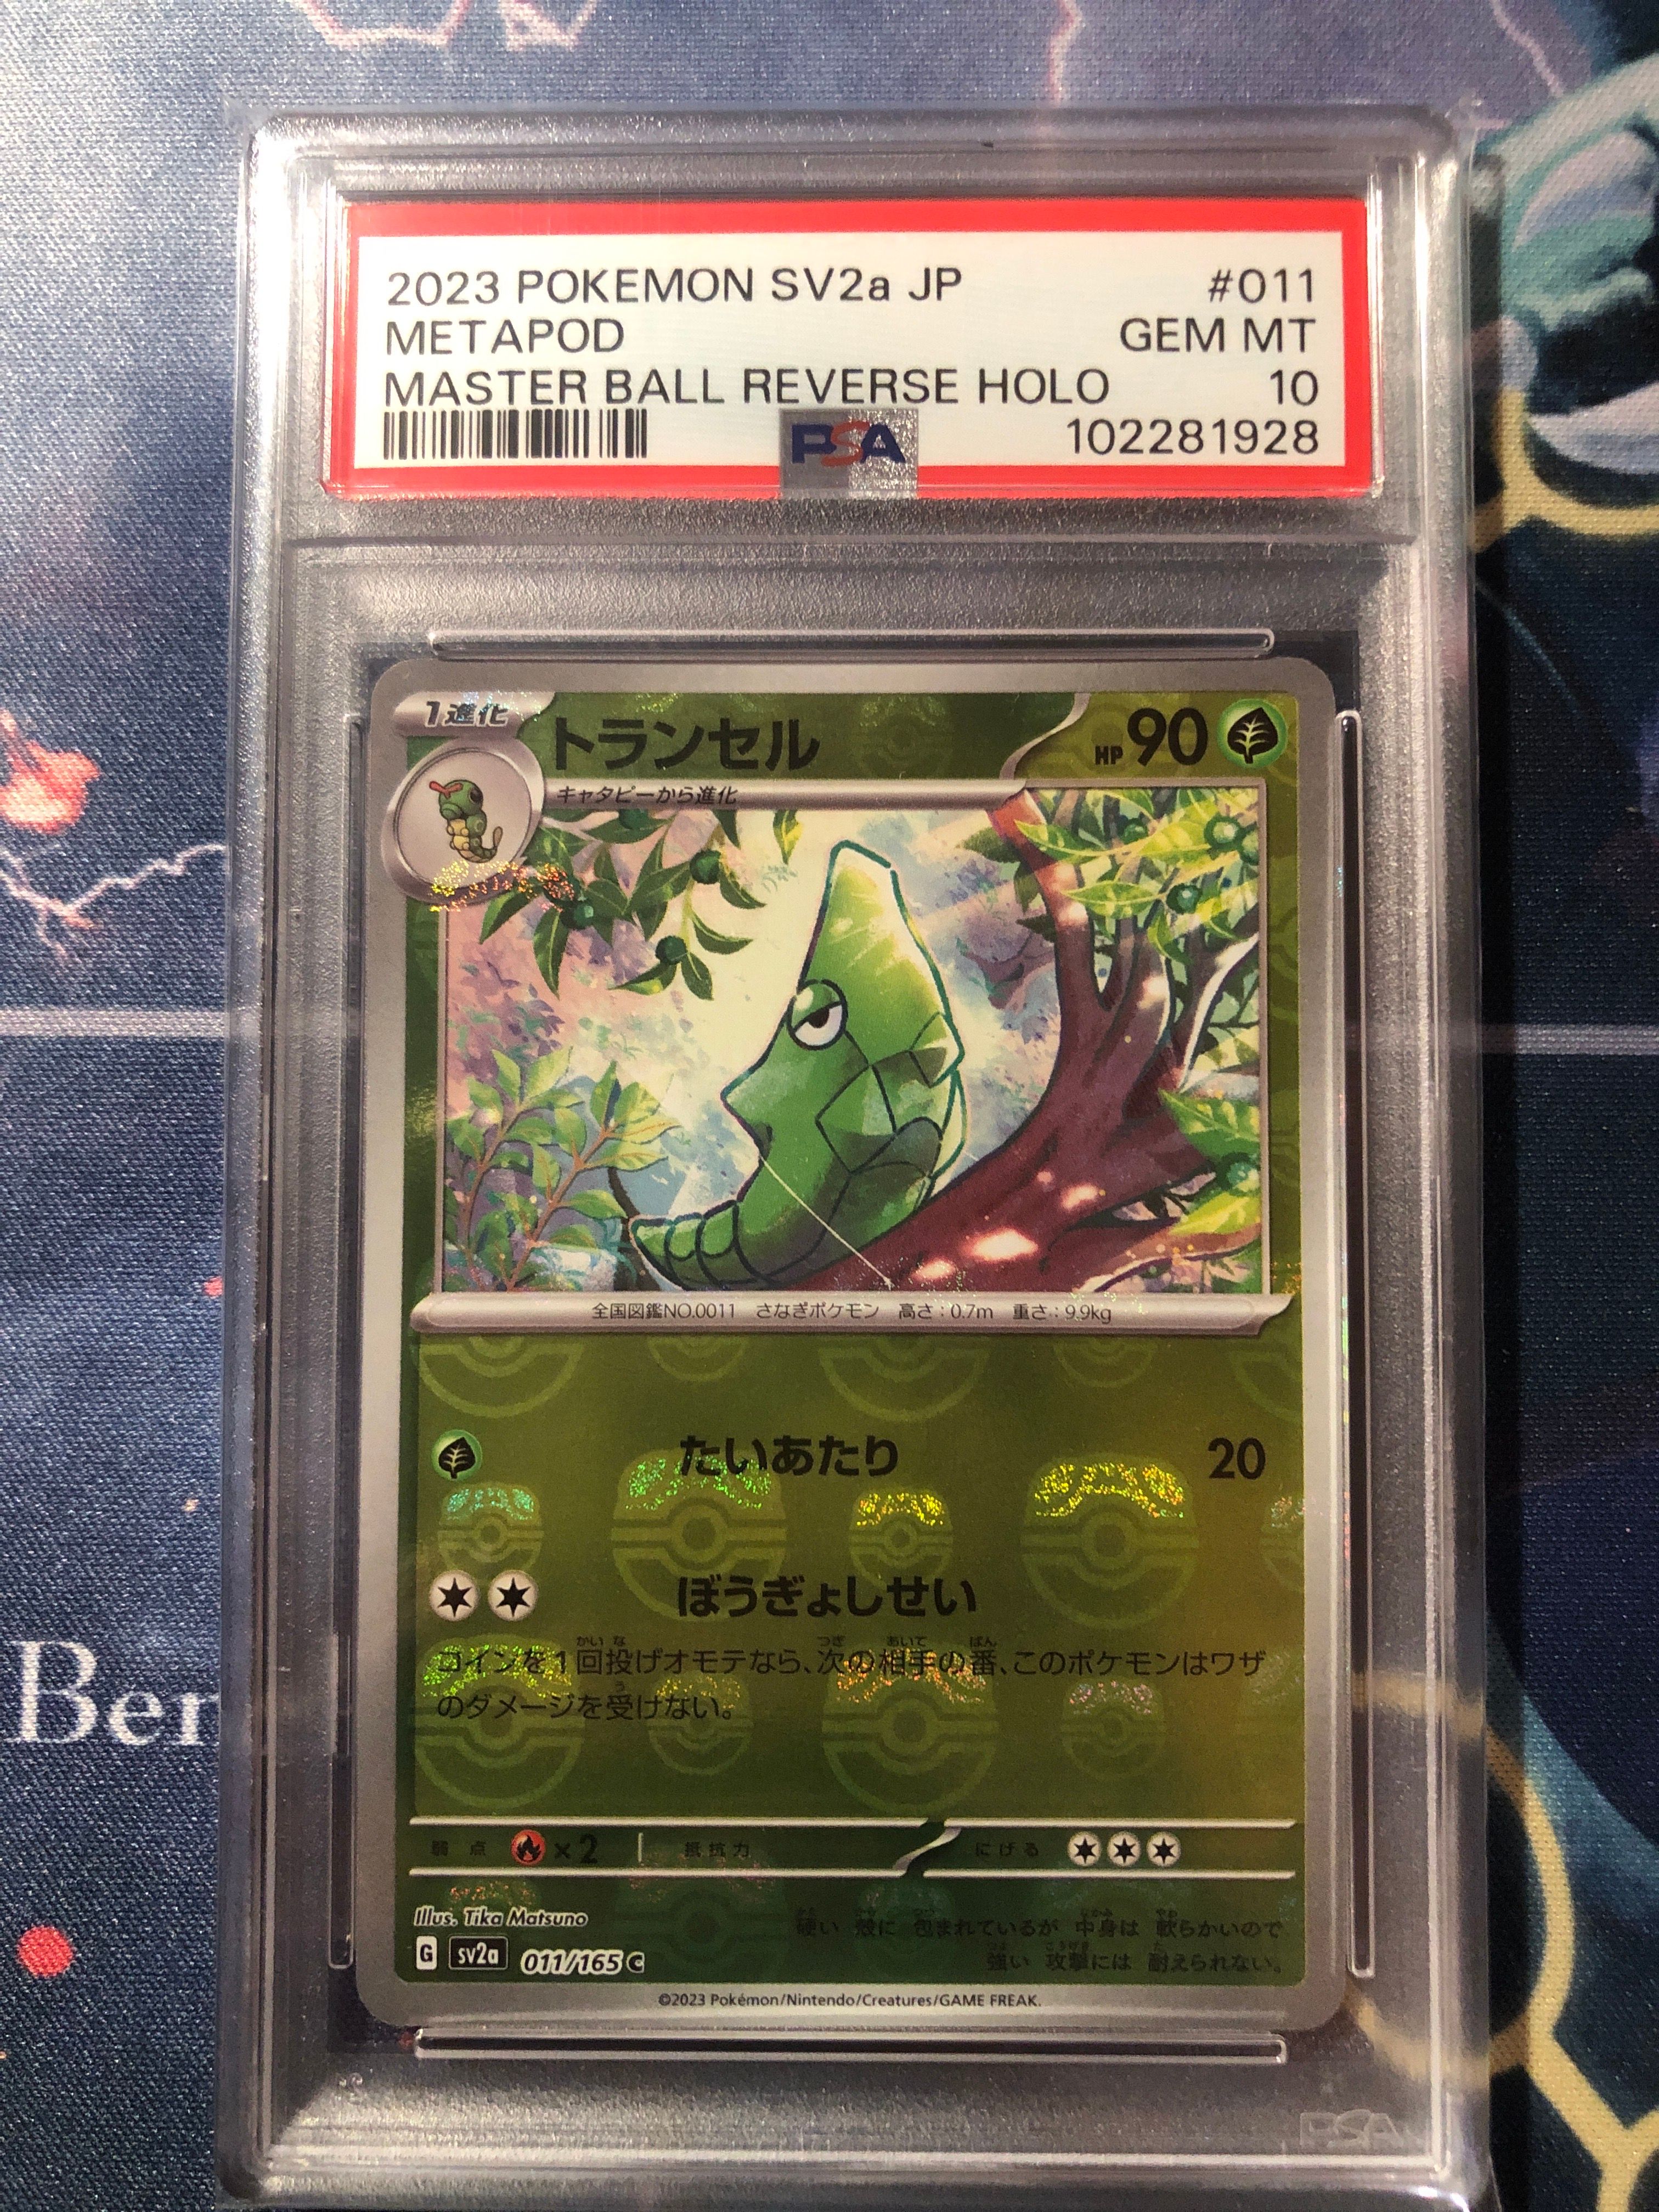 2023 POKEMON SV2a JP #011
METAPOD GEM MT
MASTER BALL REVERSE HOLO 10
PSA 102281928
1進化
トランセル HP 90
キャタピーから進化
全国図鑑NO.0011 さなぎポケモン 高さ:0.7m 重さ:9.9kg
たいあたり 20
ぼうぎょしせい
コインを1回投げオモテなら、次の相手の番、このポケモンはワザ
のダメージを受けない。
弱点 ×2 抵抗力 にげる
Illus. Tika Matsuno
硬い 殻に 包まれているが 中身は 軟らかいので
強い 攻撃には 耐えられない。
G sv2a 011/165 C
©2023 Pokémon/Nintendo/Creatures/GAME FREAK.
PSA
Ber